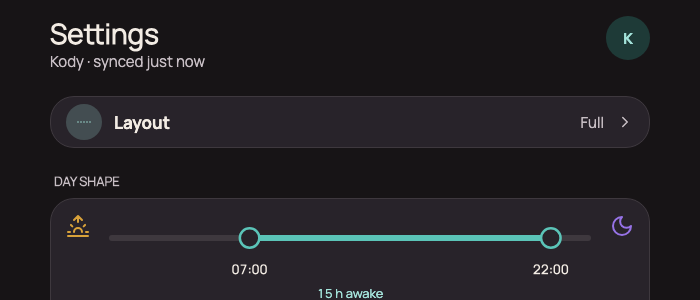 Settings
K
Kody · synced just now
Layout
Full
DAY SHAPE
07:00
22:00
15 h awake